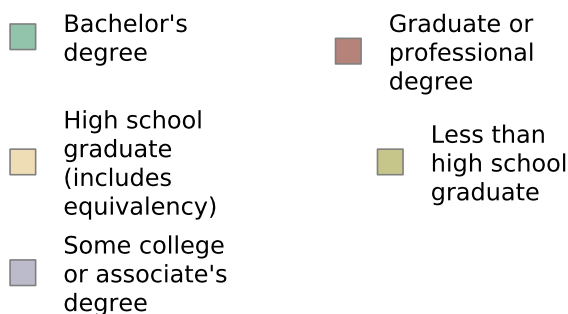 Bachelor's
degree
Graduate or
professional
degree
High school
graduate
(includes
equivalency)
Less than
high school
graduate
Some college
or associate's
degree